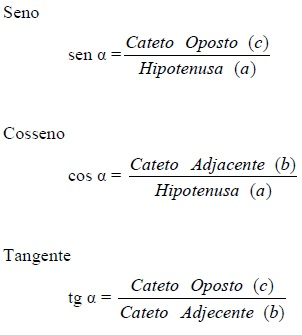 Seno
sen α = Cateto Oposto (c)
Hipotenusa (a)
Cosseno
cos α = Cateto Adjacente (b)
Hipotenusa (a)
Tangente
tg α = Cateto Oposto (c)
Cateto Adjecente (b)